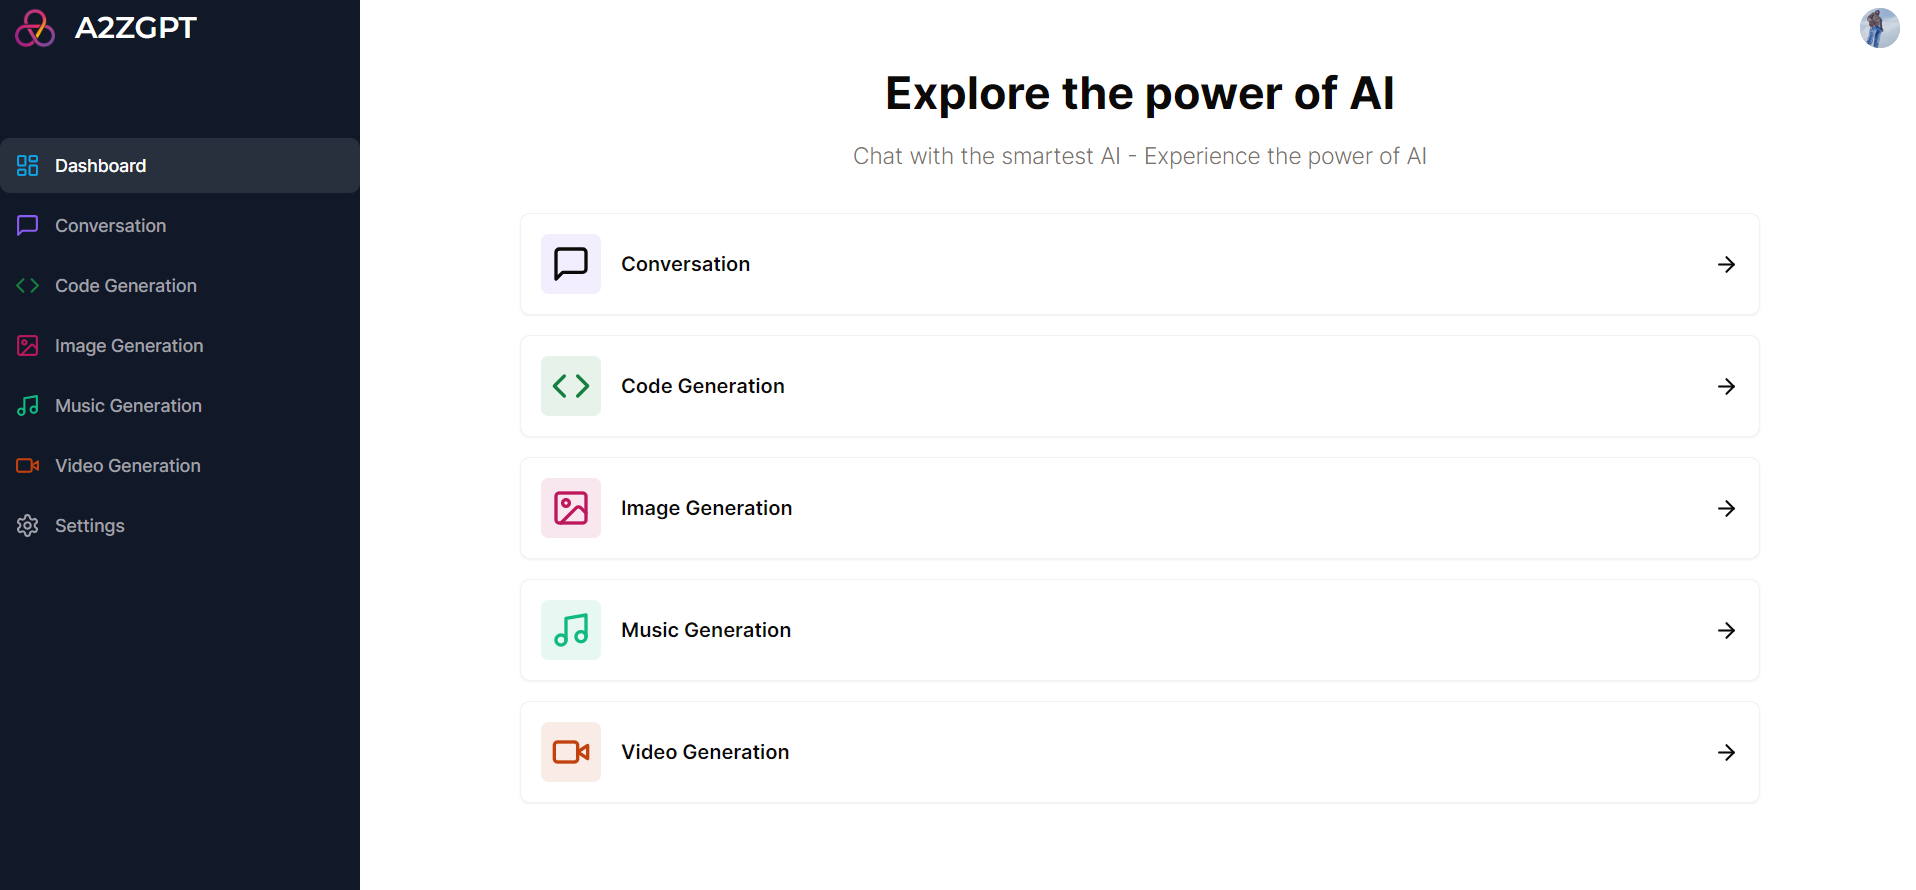 A2ZGPT
Dashboard
Conversation
Code Generation
Image Generation
Music Generation
Video Generation
Settings
Explore the power of AI
Chat with the smartest AI - Experience the power of AI
Conversation
Code Generation
Image Generation
Music Generation
Video Generation